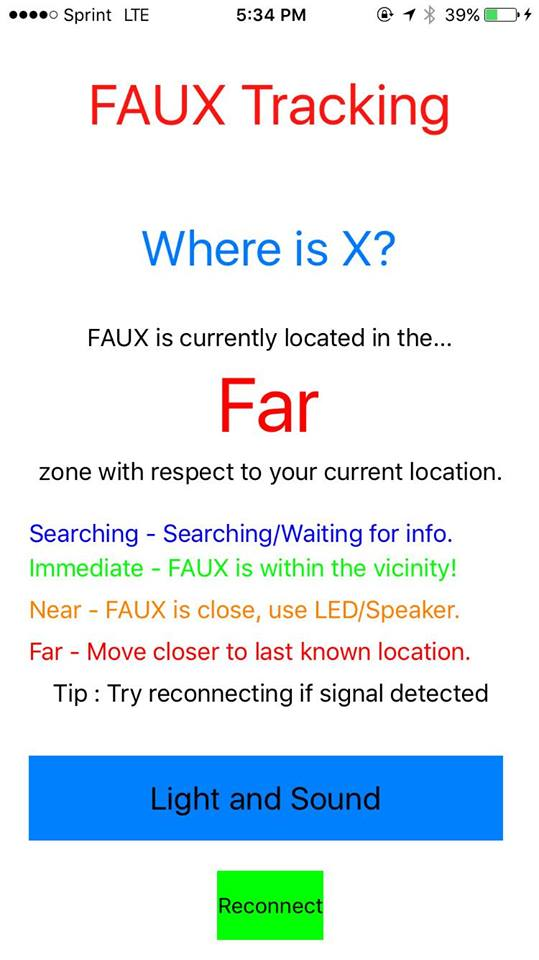 Sprint LTE 5:34 PM 39%
FAUX Tracking
Where is X?
FAUX is currently located in the...
Far
zone with respect to your current location.
Searching - Searching/Waiting for info.
Immediate - FAUX is within the vicinity!
Near - FAUX is close, use LED/Speaker.
Far - Move closer to last known location.
Tip : Try reconnecting if signal detected
Light and Sound
Reconnect